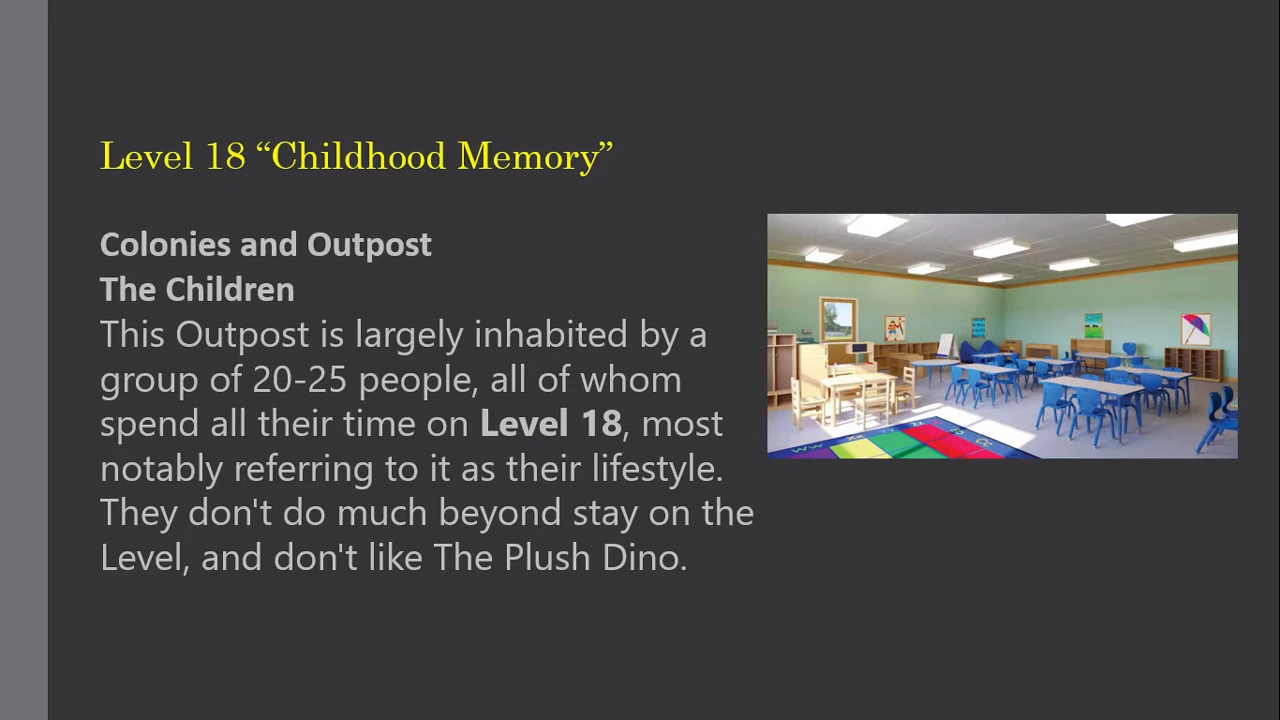 Level 18 “Childhood Memory”
Colonies and Outpost
The Children
This Outpost is largely inhabited by a
group of 20-25 people, all of whom
spend all their time on Level 18, most
notably referring to it as their lifestyle.
They don't do much beyond stay on the
Level, and don't like The Plush Dino.